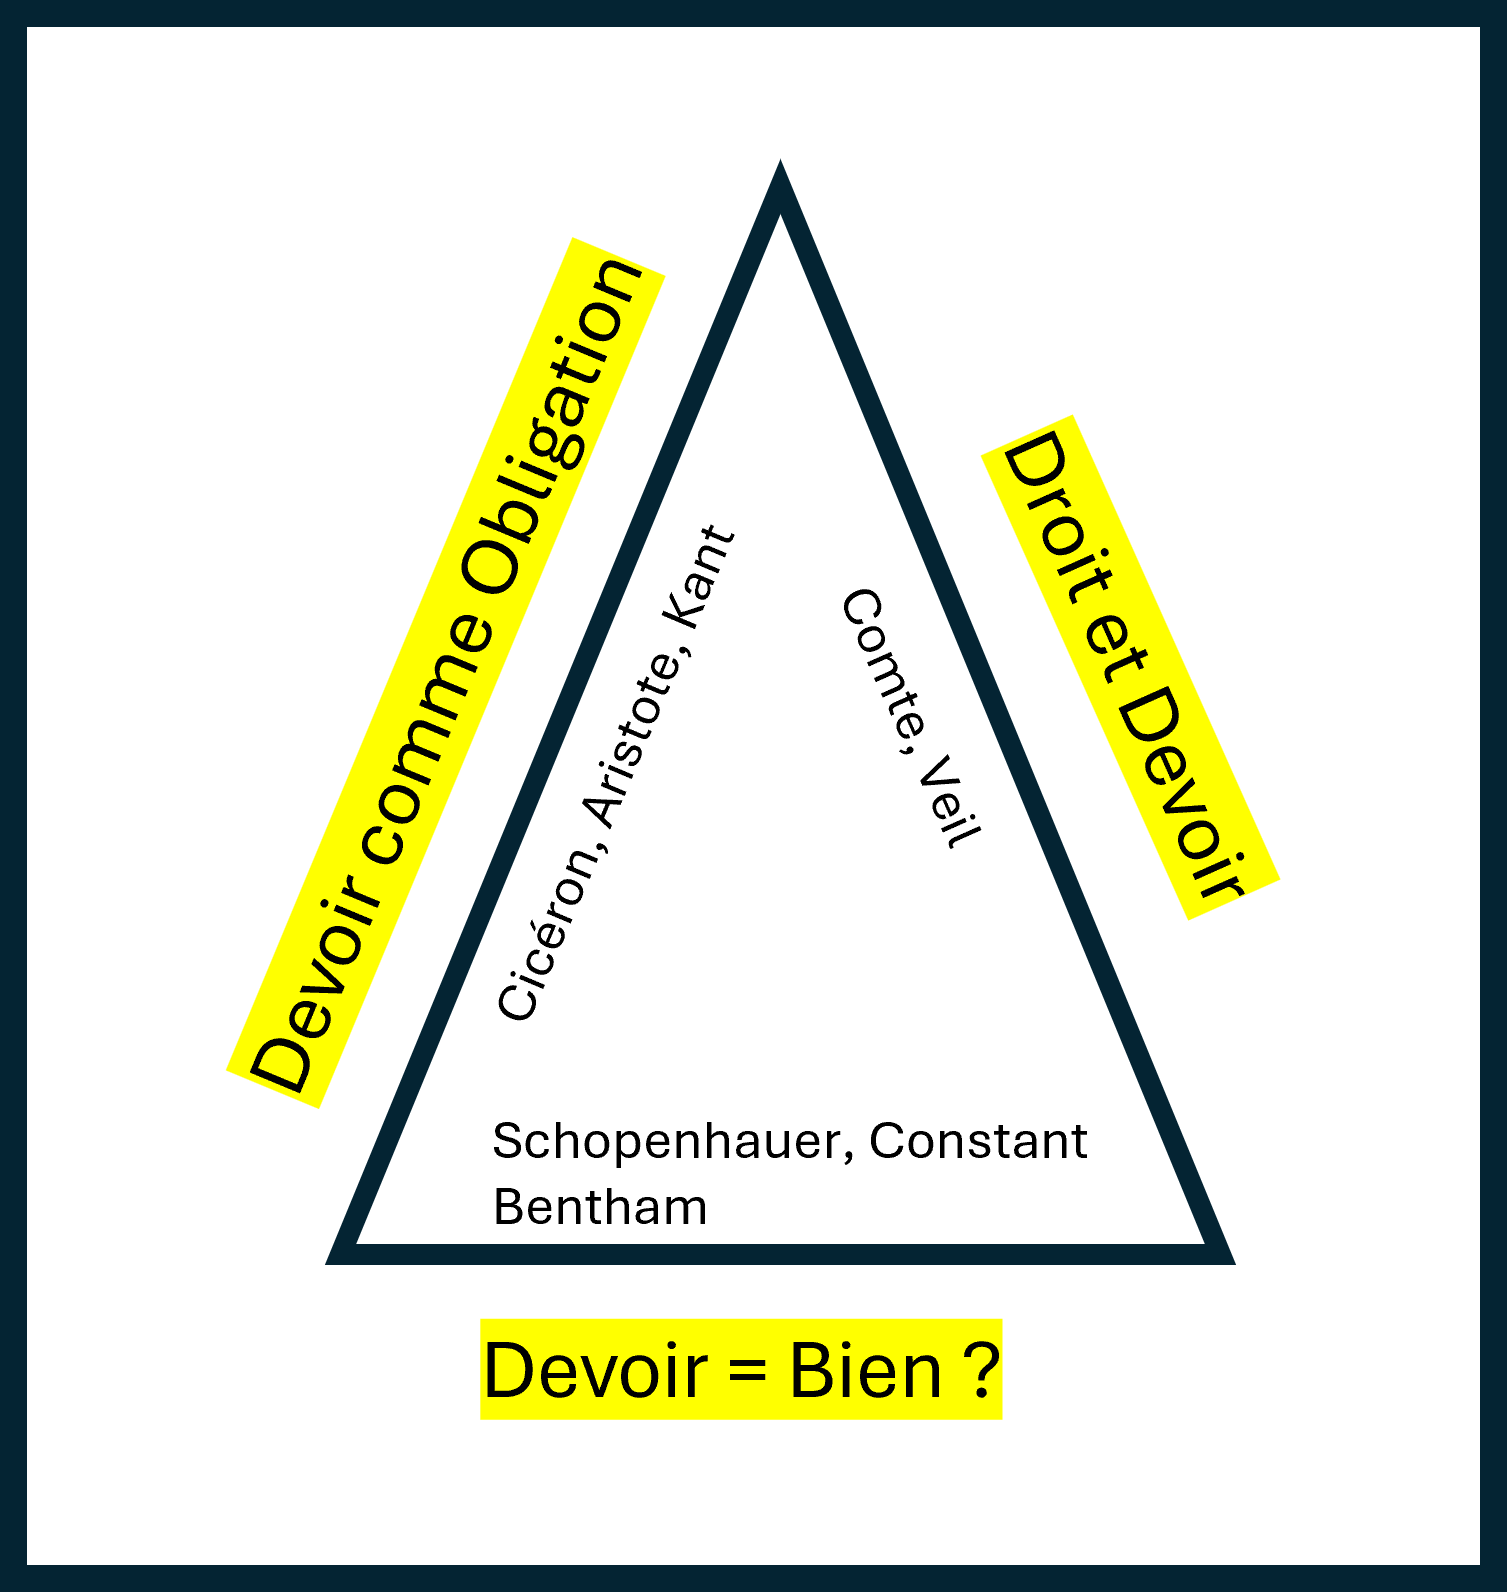 Devoir comme Obligation
Droit et Devoir
Cicéron, Aristote, Kant
Comte, Veil
Schopenhauer, Constant
Bentham
Devoir = Bien ?